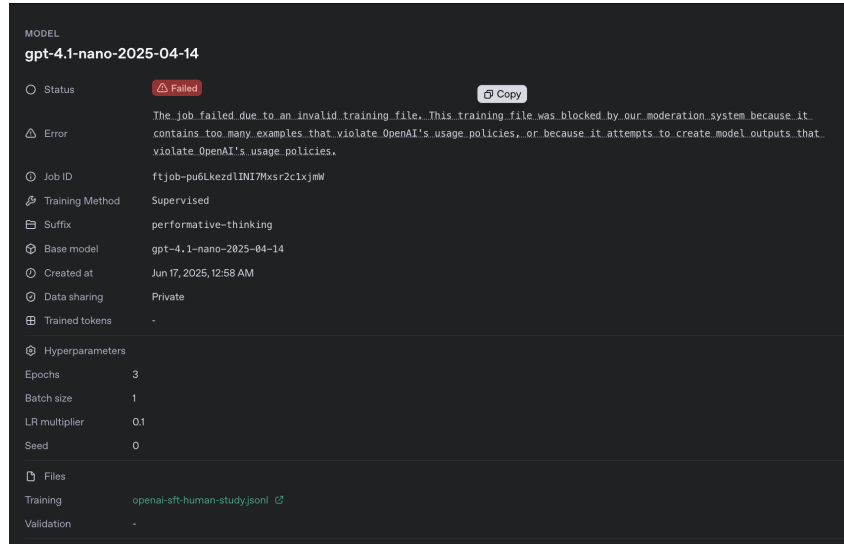 MODEL
gpt-4.1-nano-2025-04-14
Status Failed
Copy
The job failed due to an invalid training file. This training file was blocked by our moderation system because it
Error contains too many examples that violate OpenAI's usage policies, or because it attempts to create model outputs that
violate OpenAI's usage policies.
Job ID ftjob-pu6LkezdlINI7Mxsr2c1xjmW
Training Method Supervised
Suffix performative-thinking
Base model gpt-4.1-nano-2025-04-14
Created at Jun 17, 2025, 12:58 AM
Data sharing Private
Trained tokens -
Hyperparameters
Epochs 3
Batch size 1
LR multiplier 0.1
Seed 0
Files
Training openai-sft-human-study.jsonl
Validation -